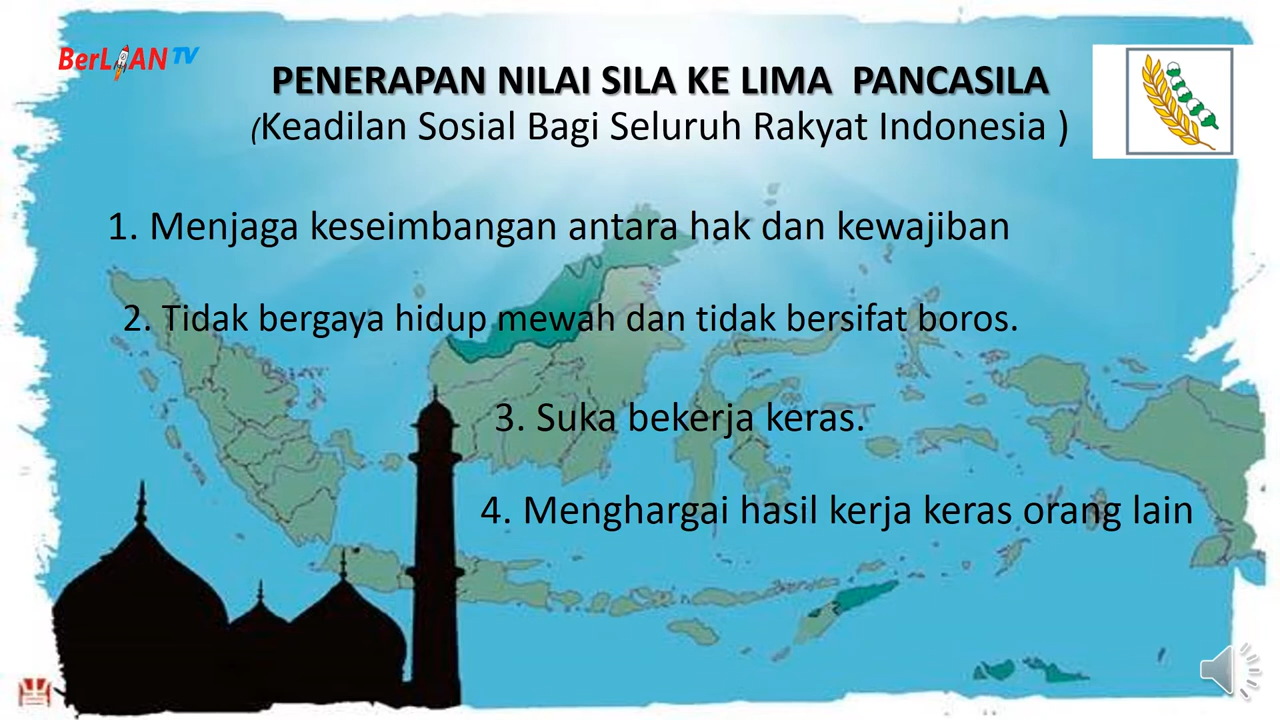 BerLIAN TV
PENERAPAN NILAI SILA KE LIMA PANCASILA
(Keadilan Sosial Bagi Seluruh Rakyat Indonesia )
1. Menjaga keseimbangan antara hak dan kewajiban
2. Tidak bergaya hidup mewah dan tidak bersifat boros.
3. Suka bekerja keras.
4. Menghargai hasil kerja keras orang lain